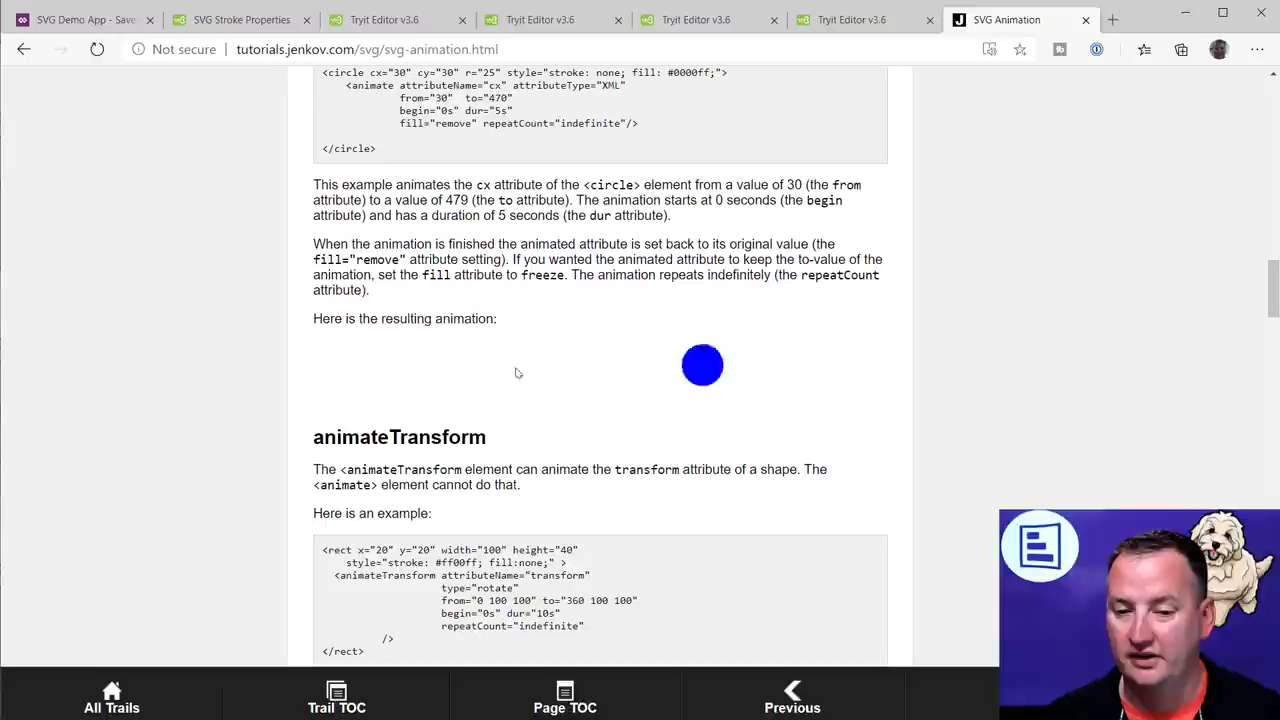 SVG Demo App - Save
SVG Stroke Properties
Tryit Editor v3.6
Tryit Editor v3.6
Tryit Editor v3.6
Tryit Editor v3.6
SVG Animation
Not secure
tutorials.jenkov.com/svg/svg-animation.html
<circle cx="30" cy="30" r="25" style="stroke: none; fill: #0000ff;">
<animate attributeName="cx" attributeType="XML"
from="30" to="470"
begin="0s" dur="5s"
fill="remove" repeatCount="indefinite"/>
</circle>
This example animates the cx attribute of the <circle> element from a value of 30 (the from
attribute) to a value of 479 (the to attribute). The animation starts at 0 seconds (the begin
attribute) and has a duration of 5 seconds (the dur attribute).
When the animation is finished the animated attribute is set back to its original value (the
fill="remove" attribute setting). If you wanted the animated attribute to keep the to-value of the
animation, set the fill attribute to freeze. The animation repeats indefinitely (the repeatCount
attribute).
Here is the resulting animation:
animateTransform
The <animateTransform element can animate the transform attribute of a shape. The
<animate> element cannot do that.
Here is an example:
<rect x="20" y="20" width="100" height="40"
style="stroke: #ff00ff; fill:none;" >
<animateTransform attributeName="transform"
type="rotate"
from="0 100 100" to="360 100 100"
begin="0s" dur="10s"
repeatCount="indefinite"
/>
</rect>
All Trails
Trail TOC
Page TOC
Previous